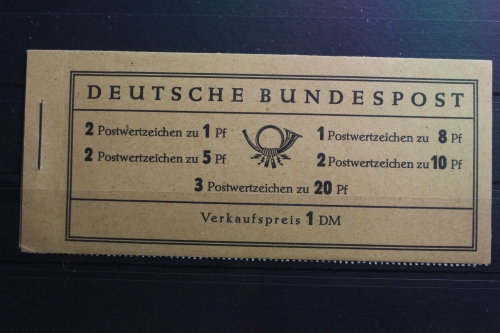 DEUTSCHE BUNDESPOST
2 Postwertzeichen zu 1 Pf
1 Postwertzeichen zu 8 Pf
2 Postwertzeichen zu 5 Pf
2 Postwertzeichen zu 10 Pf
3 Postwertzeichen zu 20 Pf
Verkaufspreis 1 DM